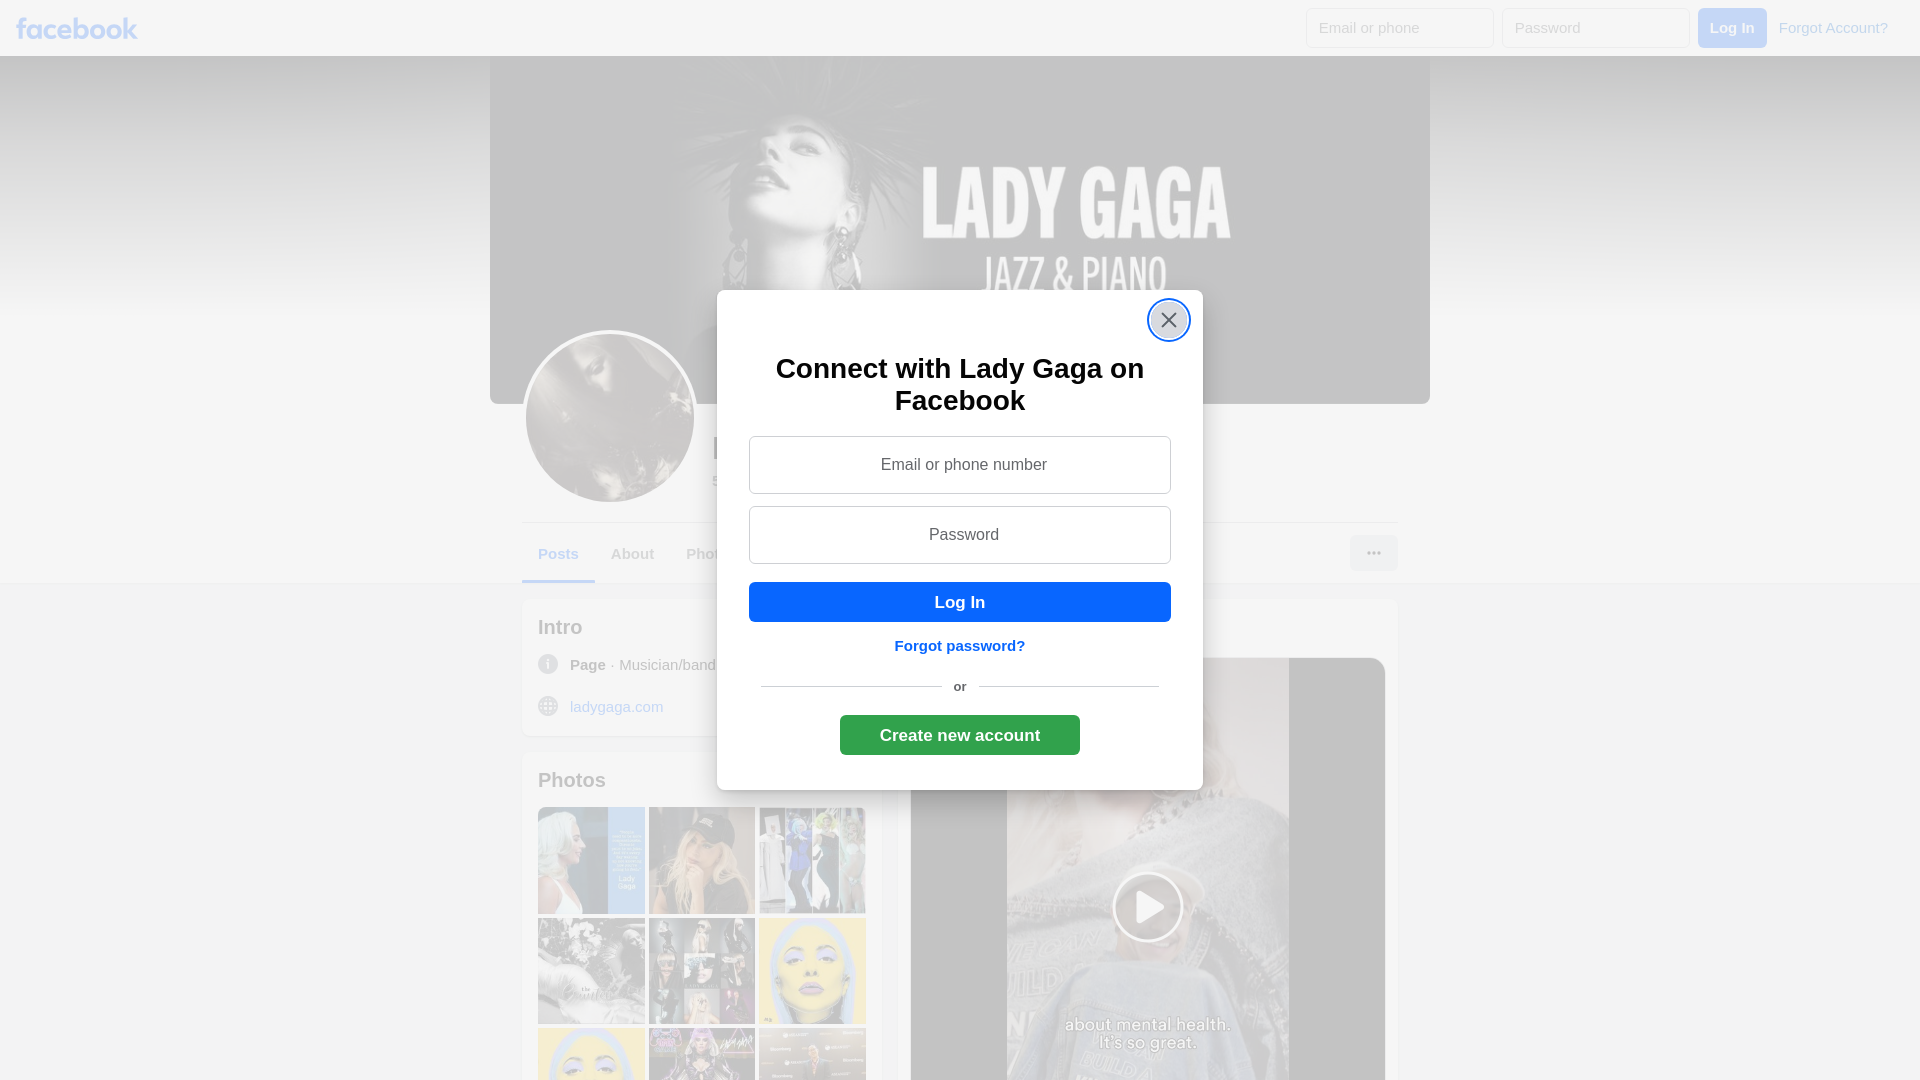 facebook
Email or phone
Password
Log In
Forgot Account?
LADY GAGA
JAZZ & PIANO
Connect with Lady Gaga on
Facebook
Email or phone number
Password
Log In
Forgot password?
or
Create new account
Posts
About
Phot
Intro
Page · Musician/band
ladygaga.com
Photos
Lady
Gaga
about mental health.
It's so great.